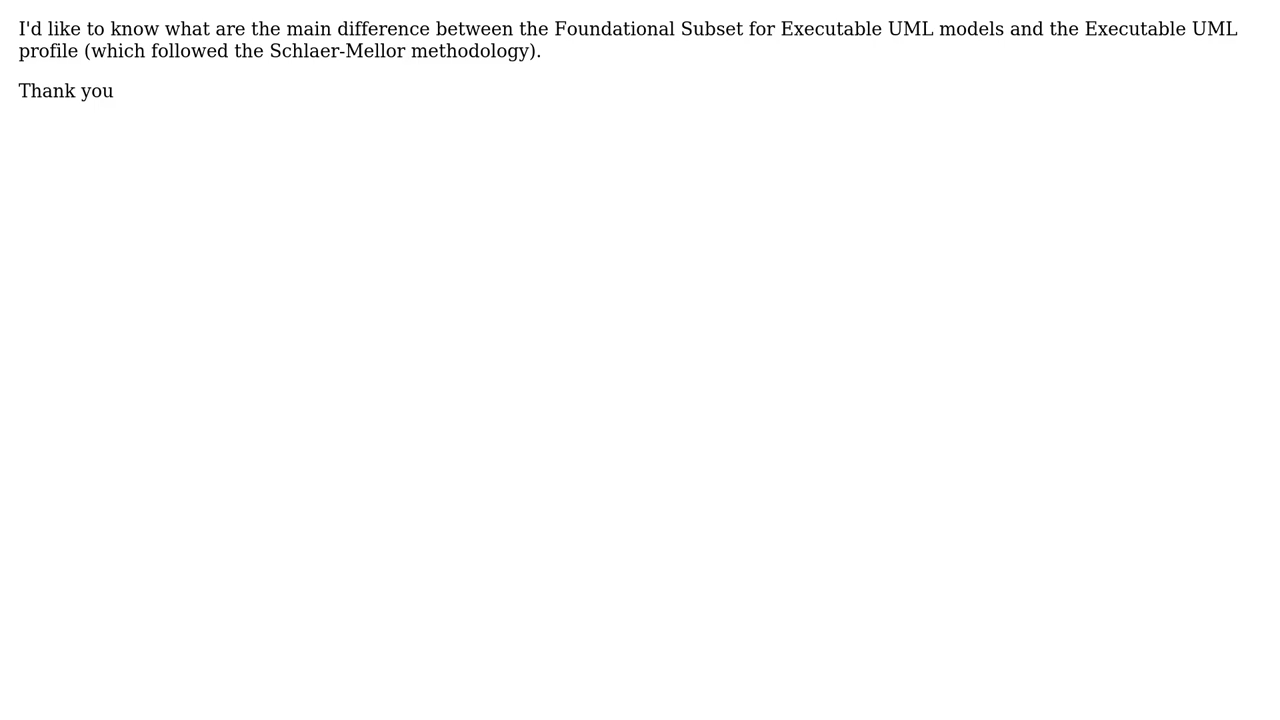 I'd like to know what are the main difference between the Foundational Subset for Executable UML models and the Executable UML
profile (which followed the Schlaer-Mellor methodology).
Thank you